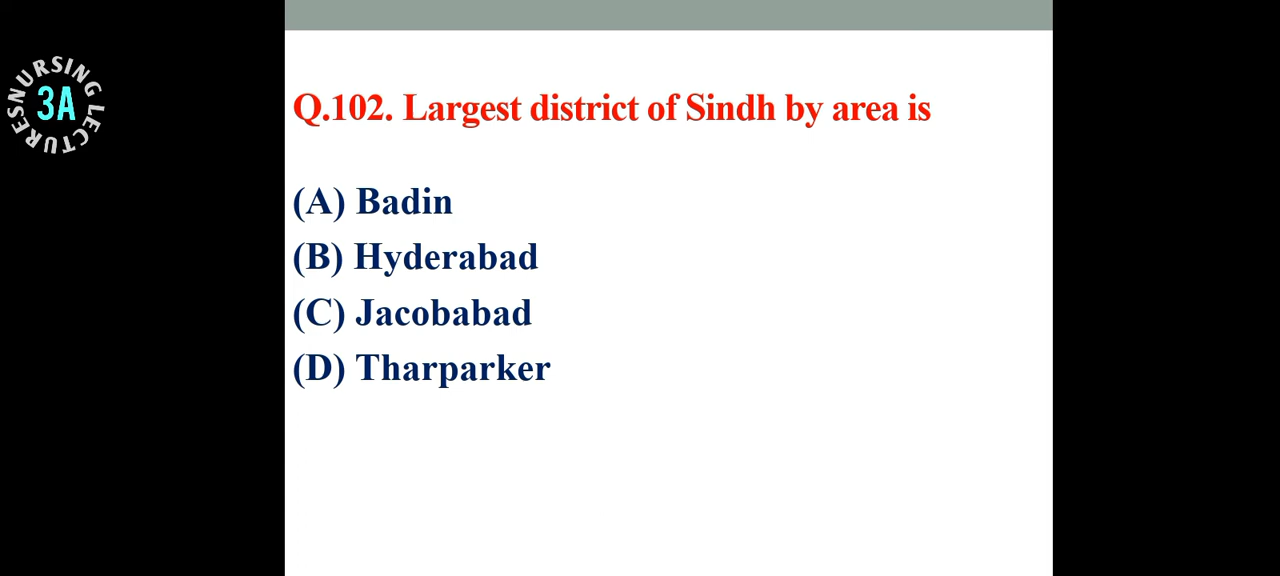 NURSING LECTURES
3A
Q.102. Largest district of Sindh by area is
(A) Badin
(B) Hyderabad
(C) Jacobabad
(D) Tharparker